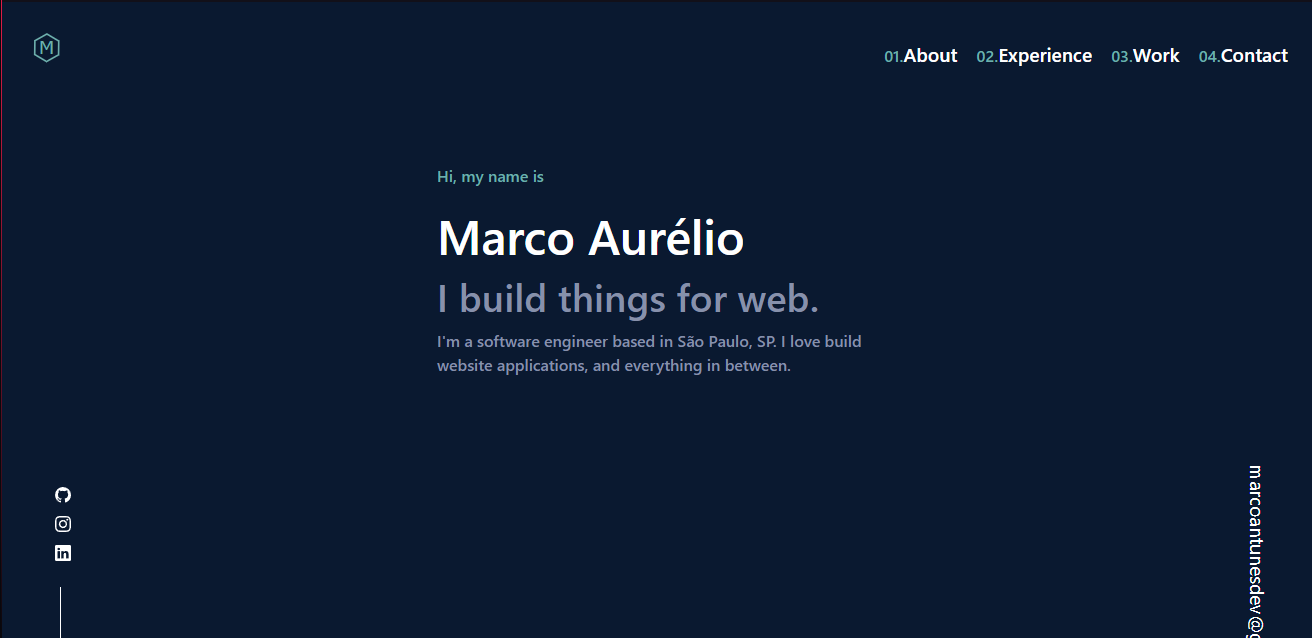 M
01.About 02.Experience 03.Work 04.Contact
Hi, my name is
Marco Aurélio
I build things for web.
I'm a software engineer based in São Paulo, SP. I love build
website applications, and everything in between.
in
marcoantunesdev@